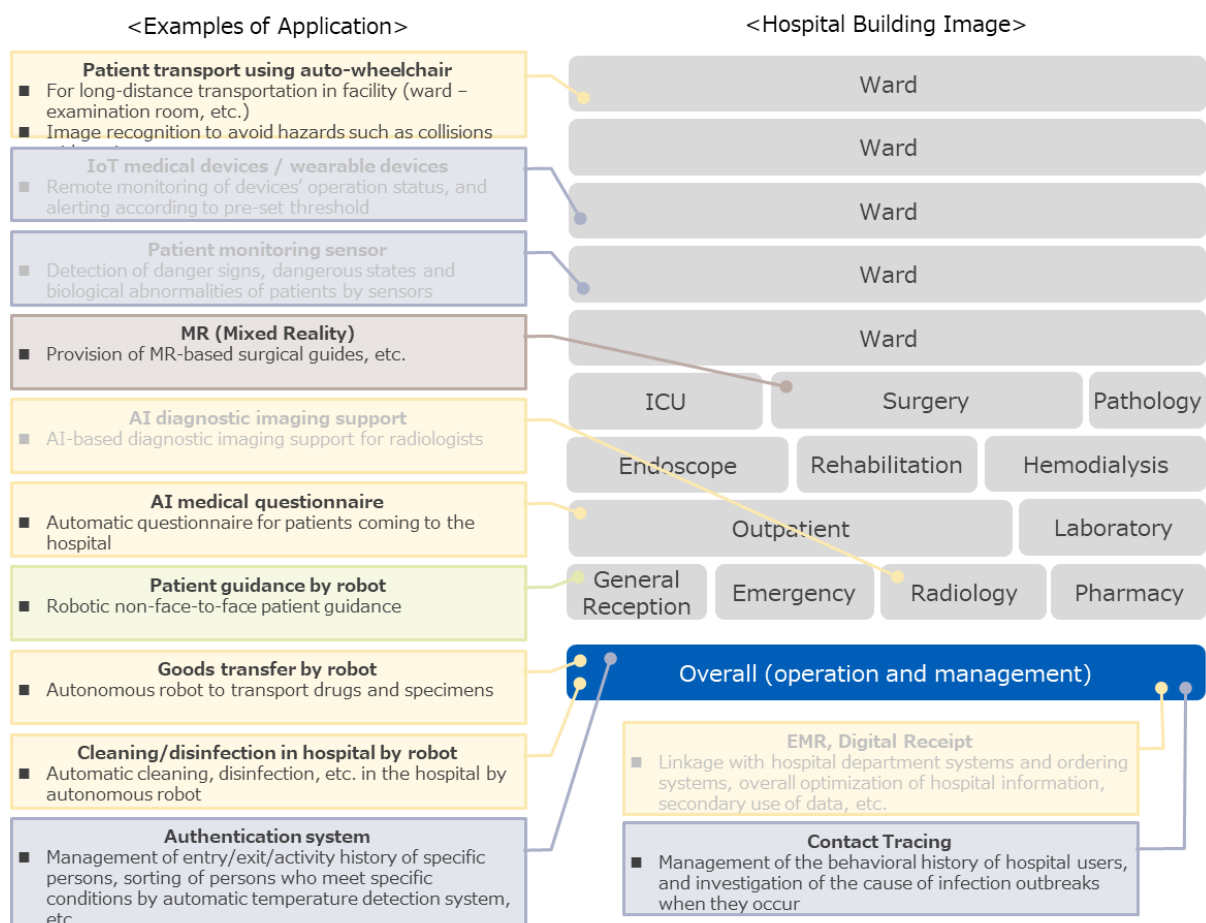 <Examples of Application>
Patient transport using auto-wheelchair
■ For long-distance transportation in facility (ward –
examination room, etc.)
■ Image recognition to avoid hazards such as collisions
IoT medical devices / wearable devices
■ Remote monitoring of devices’ operation status, and
alerting according to pre-set threshold
Patient monitoring sensor
■ Detection of danger signs, dangerous states and
biological abnormalities of patients by sensors
MR (Mixed Reality)
■ Provision of MR-based surgical guides, etc.
AI diagnostic imaging support
■ AI-based diagnostic imaging support for radiologists
AI medical questionnaire
■ Automatic questionnaire for patients coming to the
hospital
Patient guidance by robot
■ Robotic non-face-to-face patient guidance
Goods transfer by robot
■ Autonomous robot to transport drugs and specimens
Cleaning/disinfection in hospital by robot
■ Automatic cleaning, disinfection, etc. in the hospital by
autonomous robot
Authentication system
■ Management of entry/exit/activity history of specific
persons, sorting of persons who meet specific
conditions by automatic temperature detection system,
etc
<Hospital Building Image>
Ward
Ward
Ward
Ward
Ward
ICU
Surgery
Pathology
Endoscope
Rehabilitation
Hemodialysis
Outpatient
Laboratory
General
Reception
Emergency
Radiology
Pharmacy
Overall (operation and management)
EMR, Digital Receipt
■ Linkage with hospital department systems and ordering
systems, overall optimization of hospital information,
secondary use of data, etc.
Contact Tracing
■ Management of the behavioral history of hospital users,
and investigation of the cause of infection outbreaks
when they occur